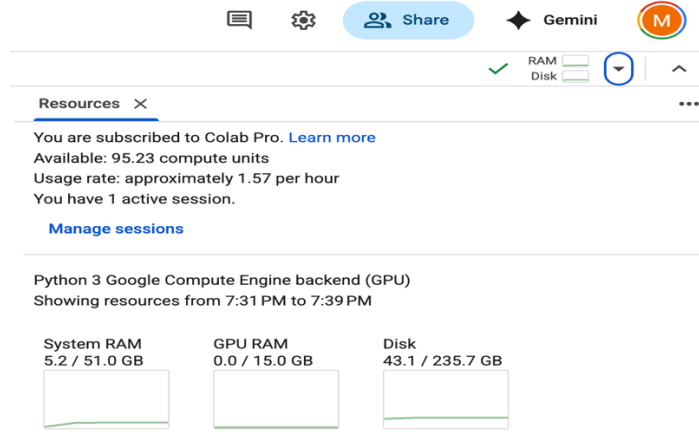 Share
Gemini
M
RAM
Disk
Resources
You are subscribed to Colab Pro. Learn more
Available: 95.23 compute units
Usage rate: approximately 1.57 per hour
You have 1 active session.
Manage sessions
Python 3 Google Compute Engine backend (GPU)
Showing resources from 7:31 PM to 7:39 PM
System RAM
5.2 / 51.0 GB
GPU RAM
0.0 / 15.0 GB
Disk
43.1 / 235.7 GB